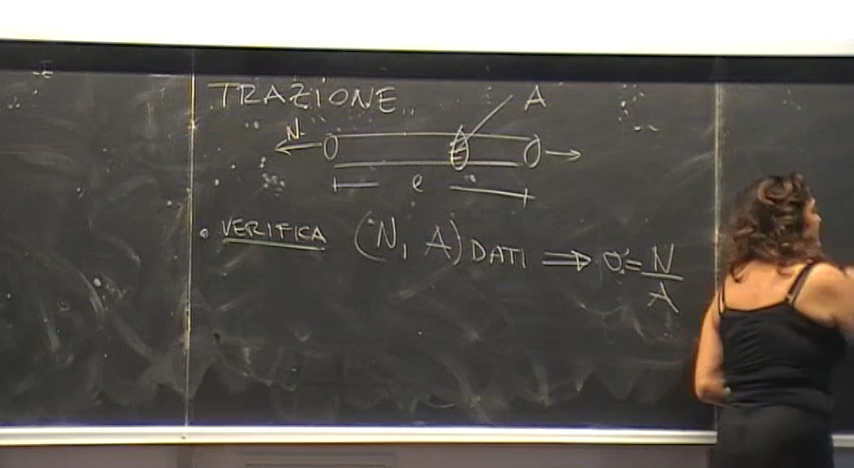 TRAZIONE
A
N
l
• VERIFICA (N, A) DATI ⇒ σ = N/A